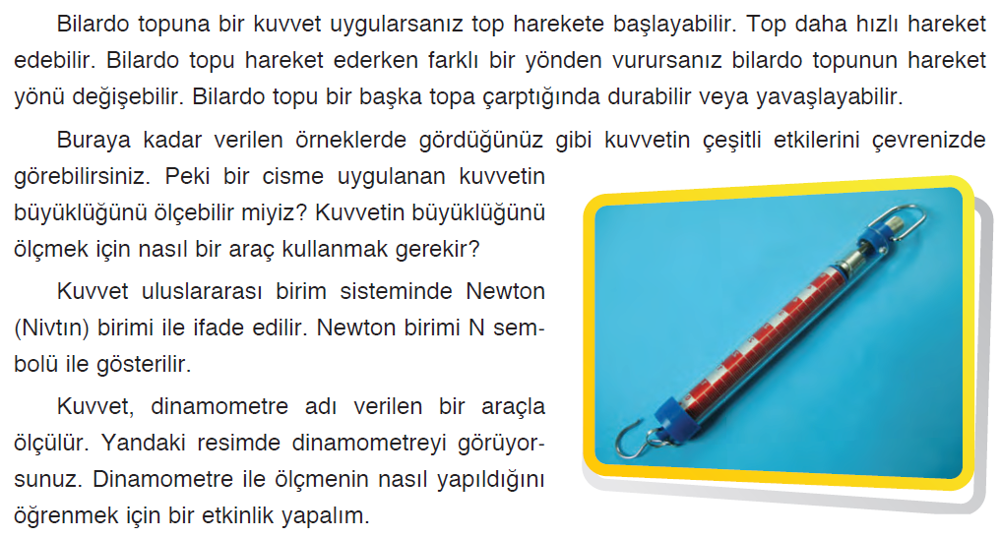 Bilardo topuna bir kuvvet uygularsanız top harekete başlayabilir. Top daha hızlı hareket
edebilir. Bilardo topu hareket ederken farklı bir yönden vurursanız bilardo topunun hareket
yönü değişebilir. Bilardo topu bir başka topa çarptığında durabilir veya yavaşlayabilir.
Buraya kadar verilen örneklerde gördüğünüz gibi kuvvetin çeşitli etkilerini çevrenizde
görebilirsiniz. Peki bir cisme uygulanan kuvvetin
büyüklüğünü ölçebilir miyiz? Kuvvetin büyüklüğünü
ölçmek için nasıl bir araç kullanmak gerekir?
Kuvvet uluslararası birim sisteminde Newton
(Nivtın) birimi ile ifade edilir. Newton birimi N sem-
bolü ile gösterilir.
Kuvvet, dinamometre adı verilen bir araçla
ölçülür. Yandaki resimde dinamometreyi görüyor-
sunuz. Dinamometre ile ölçmenin nasıl yapıldığını
öğrenmek için bir etkinlik yapalım.